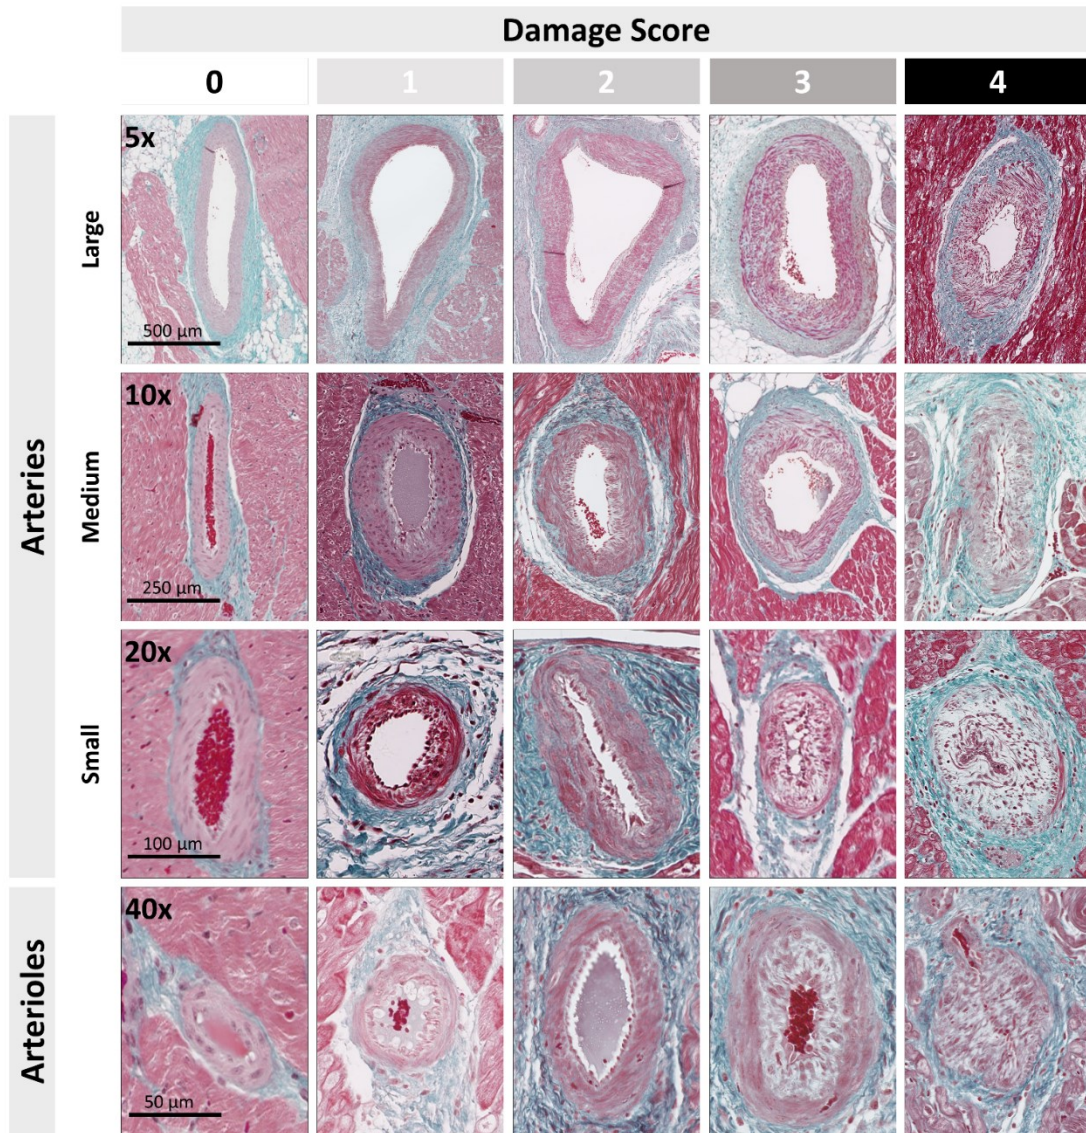 Damage Score
0 1 2 3 4
Arteries
Large
5x
500 µm
Medium
10x
250 µm
Small
20x
100 µm
Arterioles
40x
50 µm